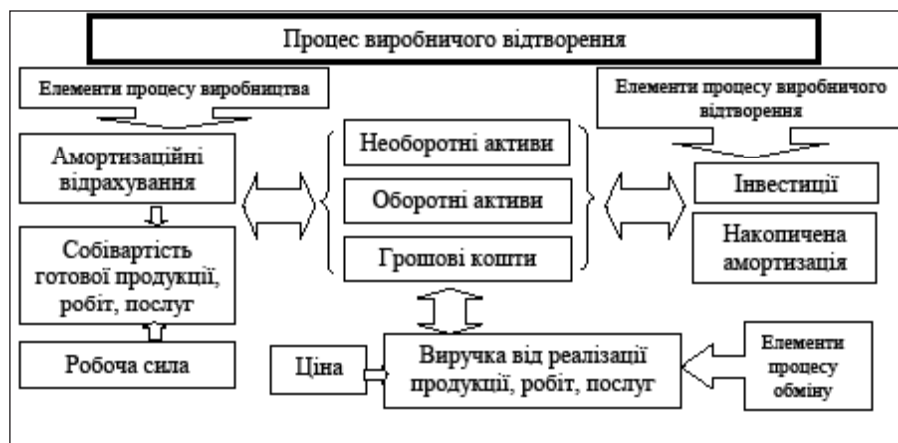 Процес виробничого відтворення
Елементи процесу виробництва
Елементи процесу виробничого
відтворення
Амортизаційні
відрахування
Необоротні активи
Інвестиції
Оборотні активи
Накопичена
амортизація
Собівартість
готової продукції,
робіт, послуг
Грошові кошти
Робоча сила
Ціна
Виручка від реалізації
продукції, робіт, послуг
Елементи
процесу
обміну